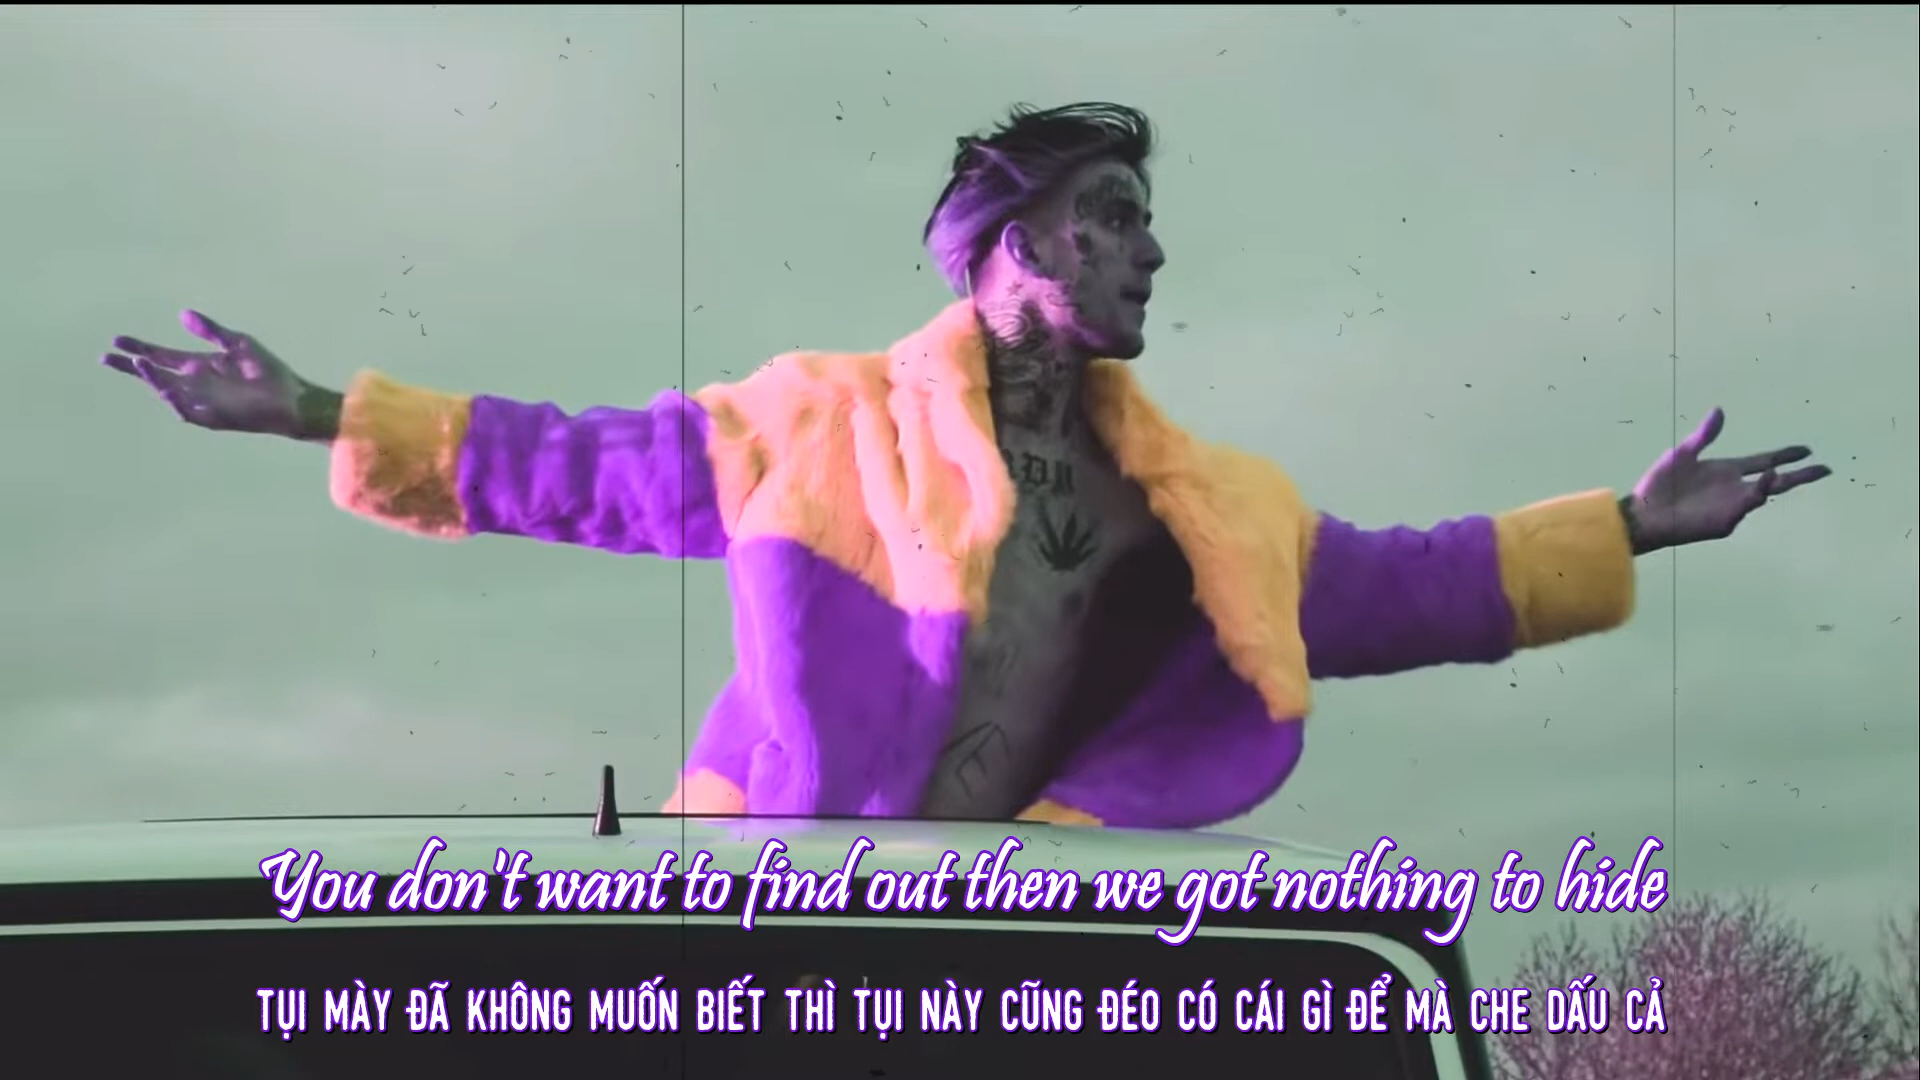 You don't want to find out then we got nothing to hide
TỤI MÀY ĐÃ KHÔNG MUỐN BIẾT THÌ TỤI NÀY CŨNG ĐÉO CÓ CÁI GÌ ĐỂ MÀ CHE DẤU CẢ